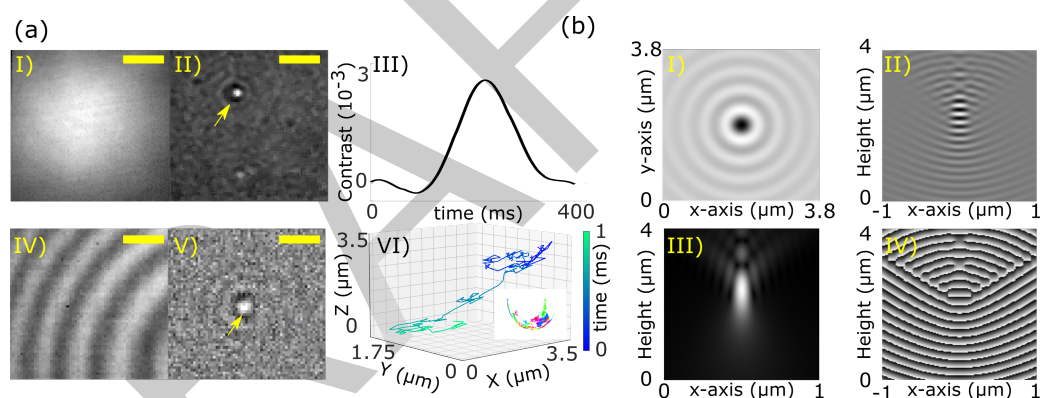 (a)
I)
II)
III)
Contrast (10⁻³)
3
0
0
400
time (ms)
IV)
V)
VI)
Z (μm)
3.5
0
1.75
Y (μm)
0
0
X (μm)
3.5
1
time (ms)
0
(b)
I)
3.8
y-axis (μm)
0
0
x-axis (μm)
3.8
II)
4
Height (μm)
0
-1
x-axis (μm)
1
III)
4
Height (μm)
0
0
x-axis (μm)
1
IV)
4
Height (μm)
0
-1
x-axis (μm)
1